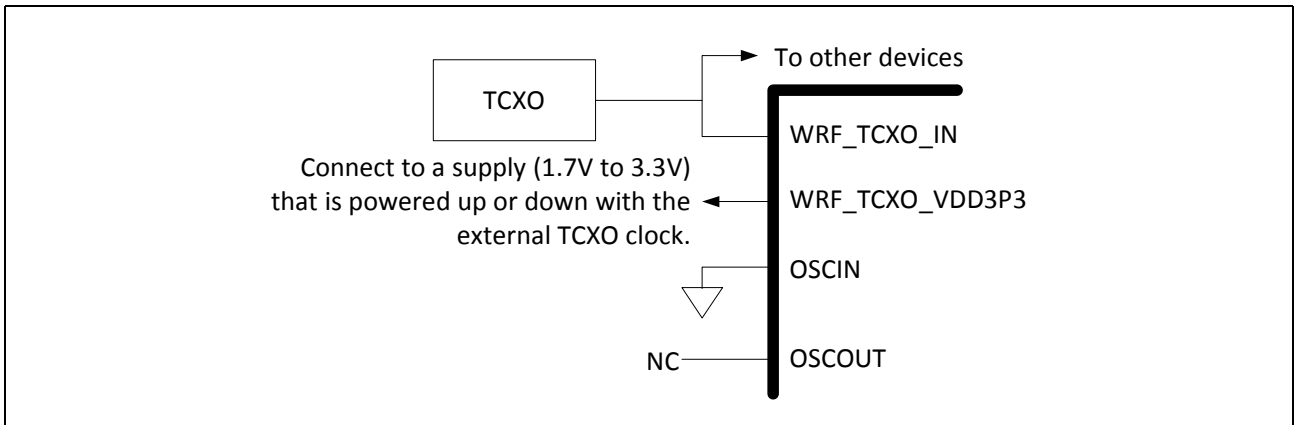 To other devices
TCXO
WRF_TCXO_IN
Connect to a supply (1.7V to 3.3V)
that is powered up or down with the
external TCXO clock.
WRF_TCXO_VDD3P3
OSCIN
NC
OSCOUT